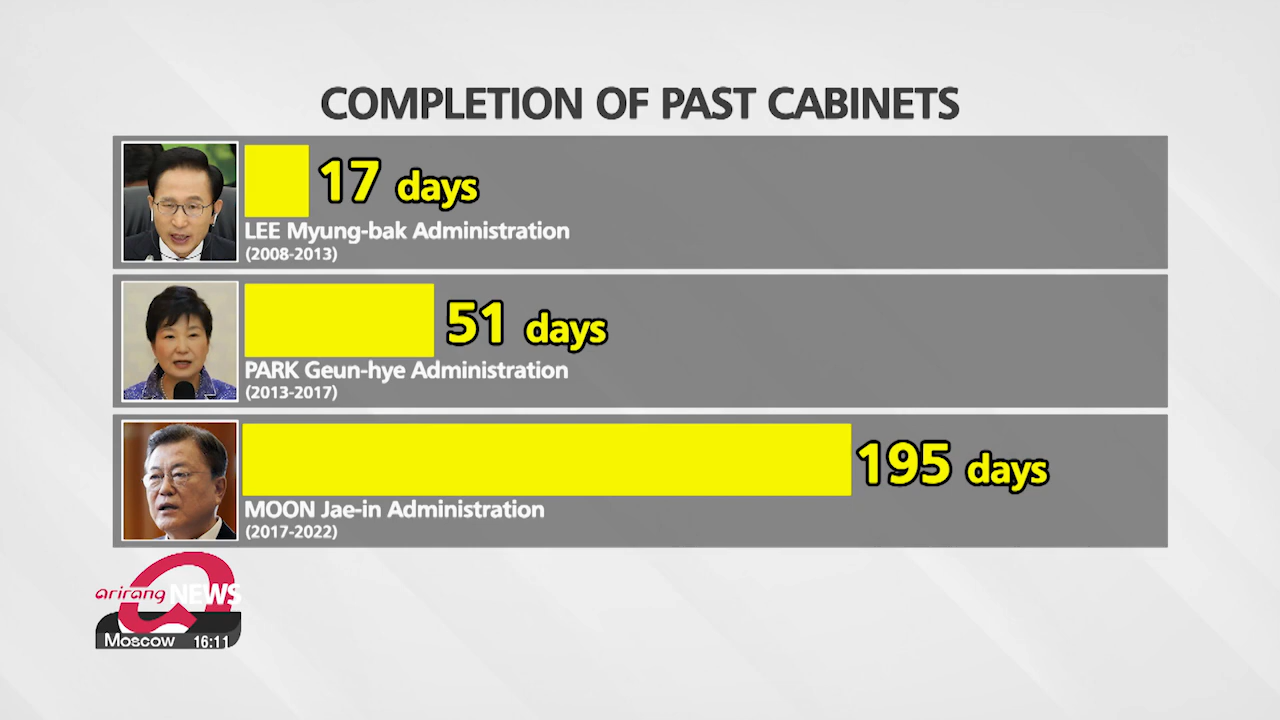 COMPLETION OF PAST CABINETS
17 days
LEE Myung-bak Administration
(2008-2013)
51 days
PARK Geun-hye Administration
(2013-2017)
195 days
MOON Jae-in Administration
(2017-2022)
arirang NEWS
Moscow 16:11